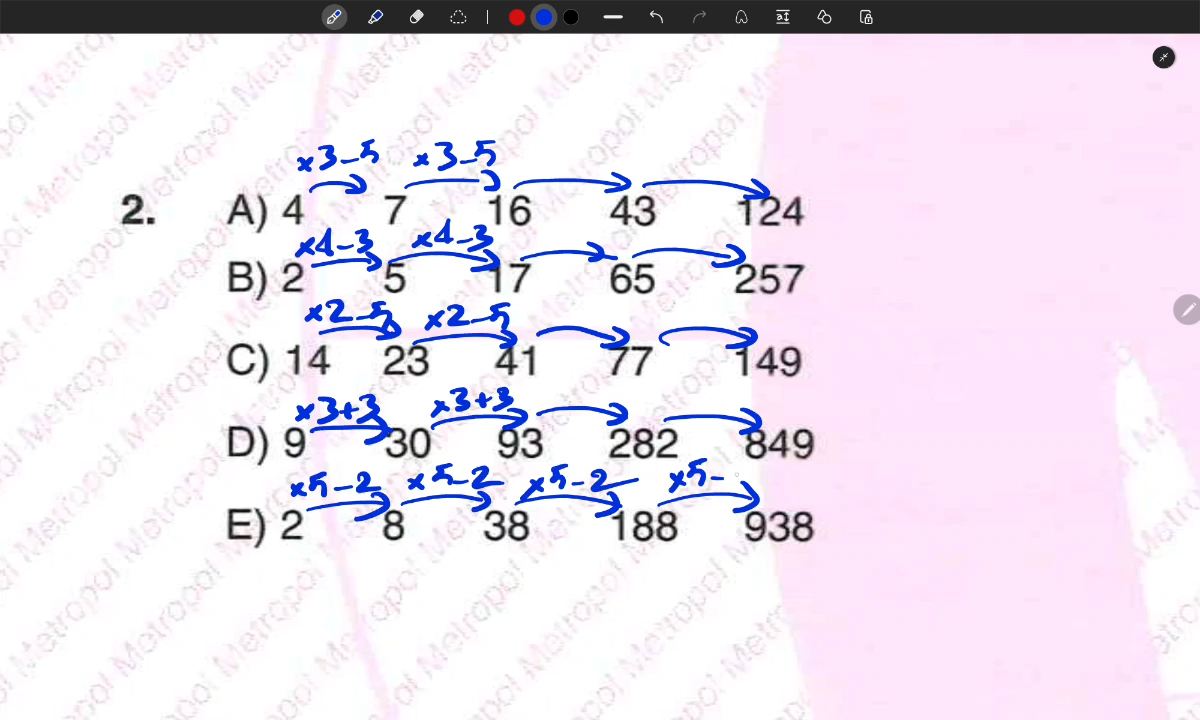 ×3-5 ×3-5
2. A) 4 7 16 43 124
×4-3 ×4-3
B) 2 5 17 65 257
×2-5 ×2-5
C) 14 23 41 77 149
×3+3 ×3+3
D) 9 30 93 282 849
×5-2 ×5-2 ×5-2 ×5-
E) 2 8 38 188 938